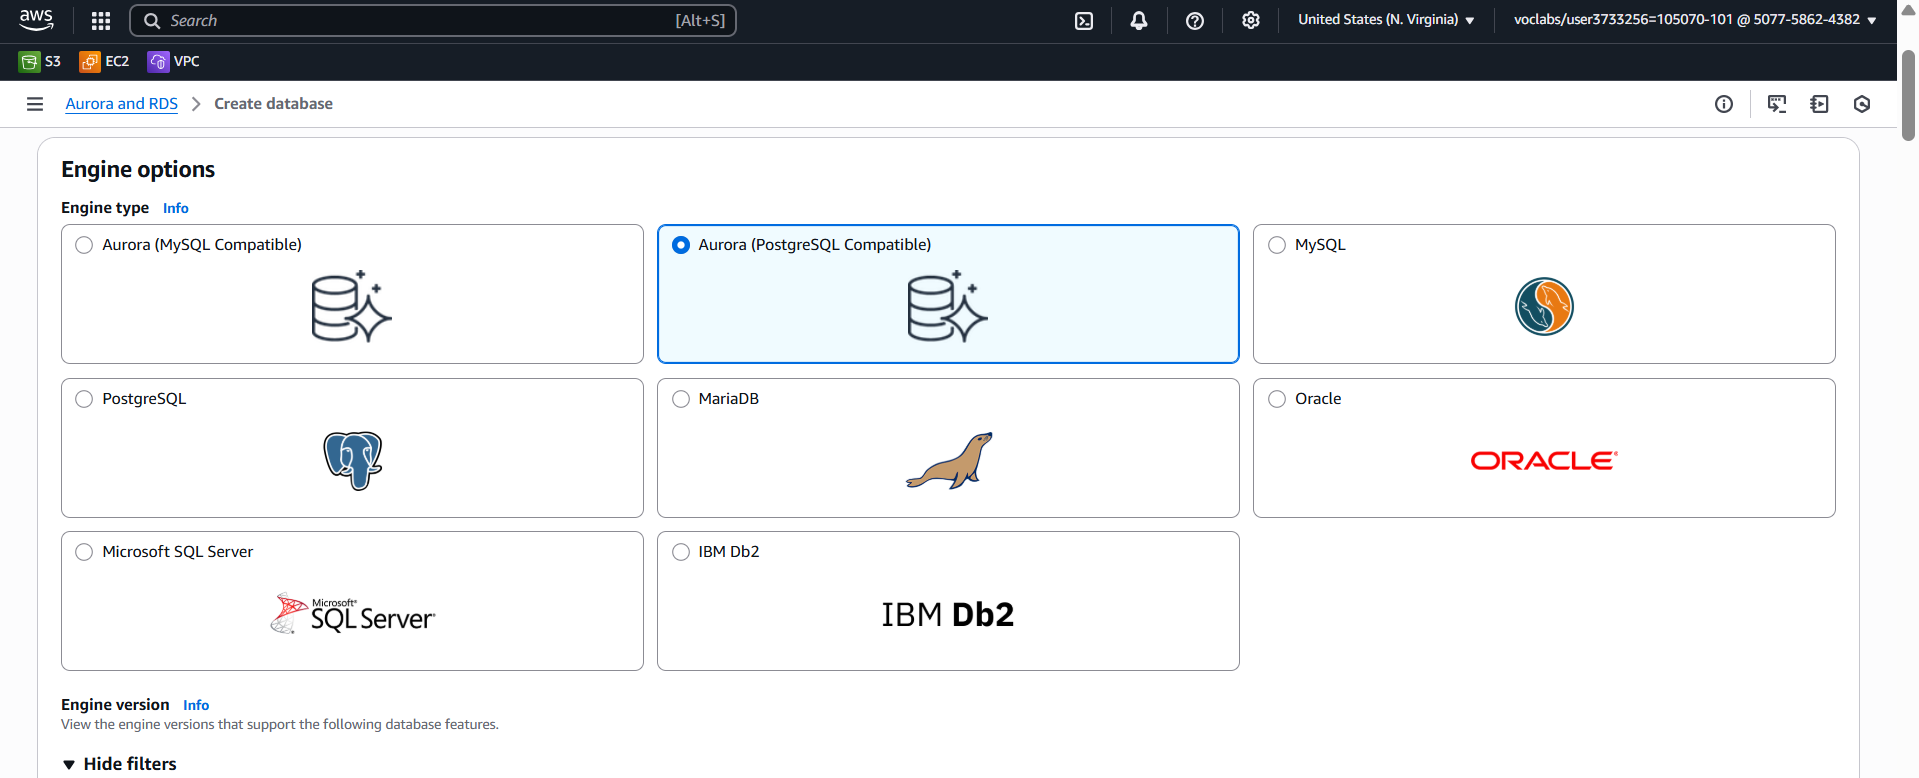 aws
Search [Alt+S]
United States (N. Virginia)
voclabs/user3733256=105070-101 @ 5077-5862-4382
S3 EC2 VPC
Aurora and RDS Create database
Engine options
Engine type Info
Aurora (MySQL Compatible)
Aurora (PostgreSQL Compatible)
MySQL
PostgreSQL
MariaDB
Oracle
ORACLE®
Microsoft SQL Server
Microsoft®
SQL Server®
IBM Db2
IBM Db2
Engine version Info
View the engine versions that support the following database features.
Hide filters